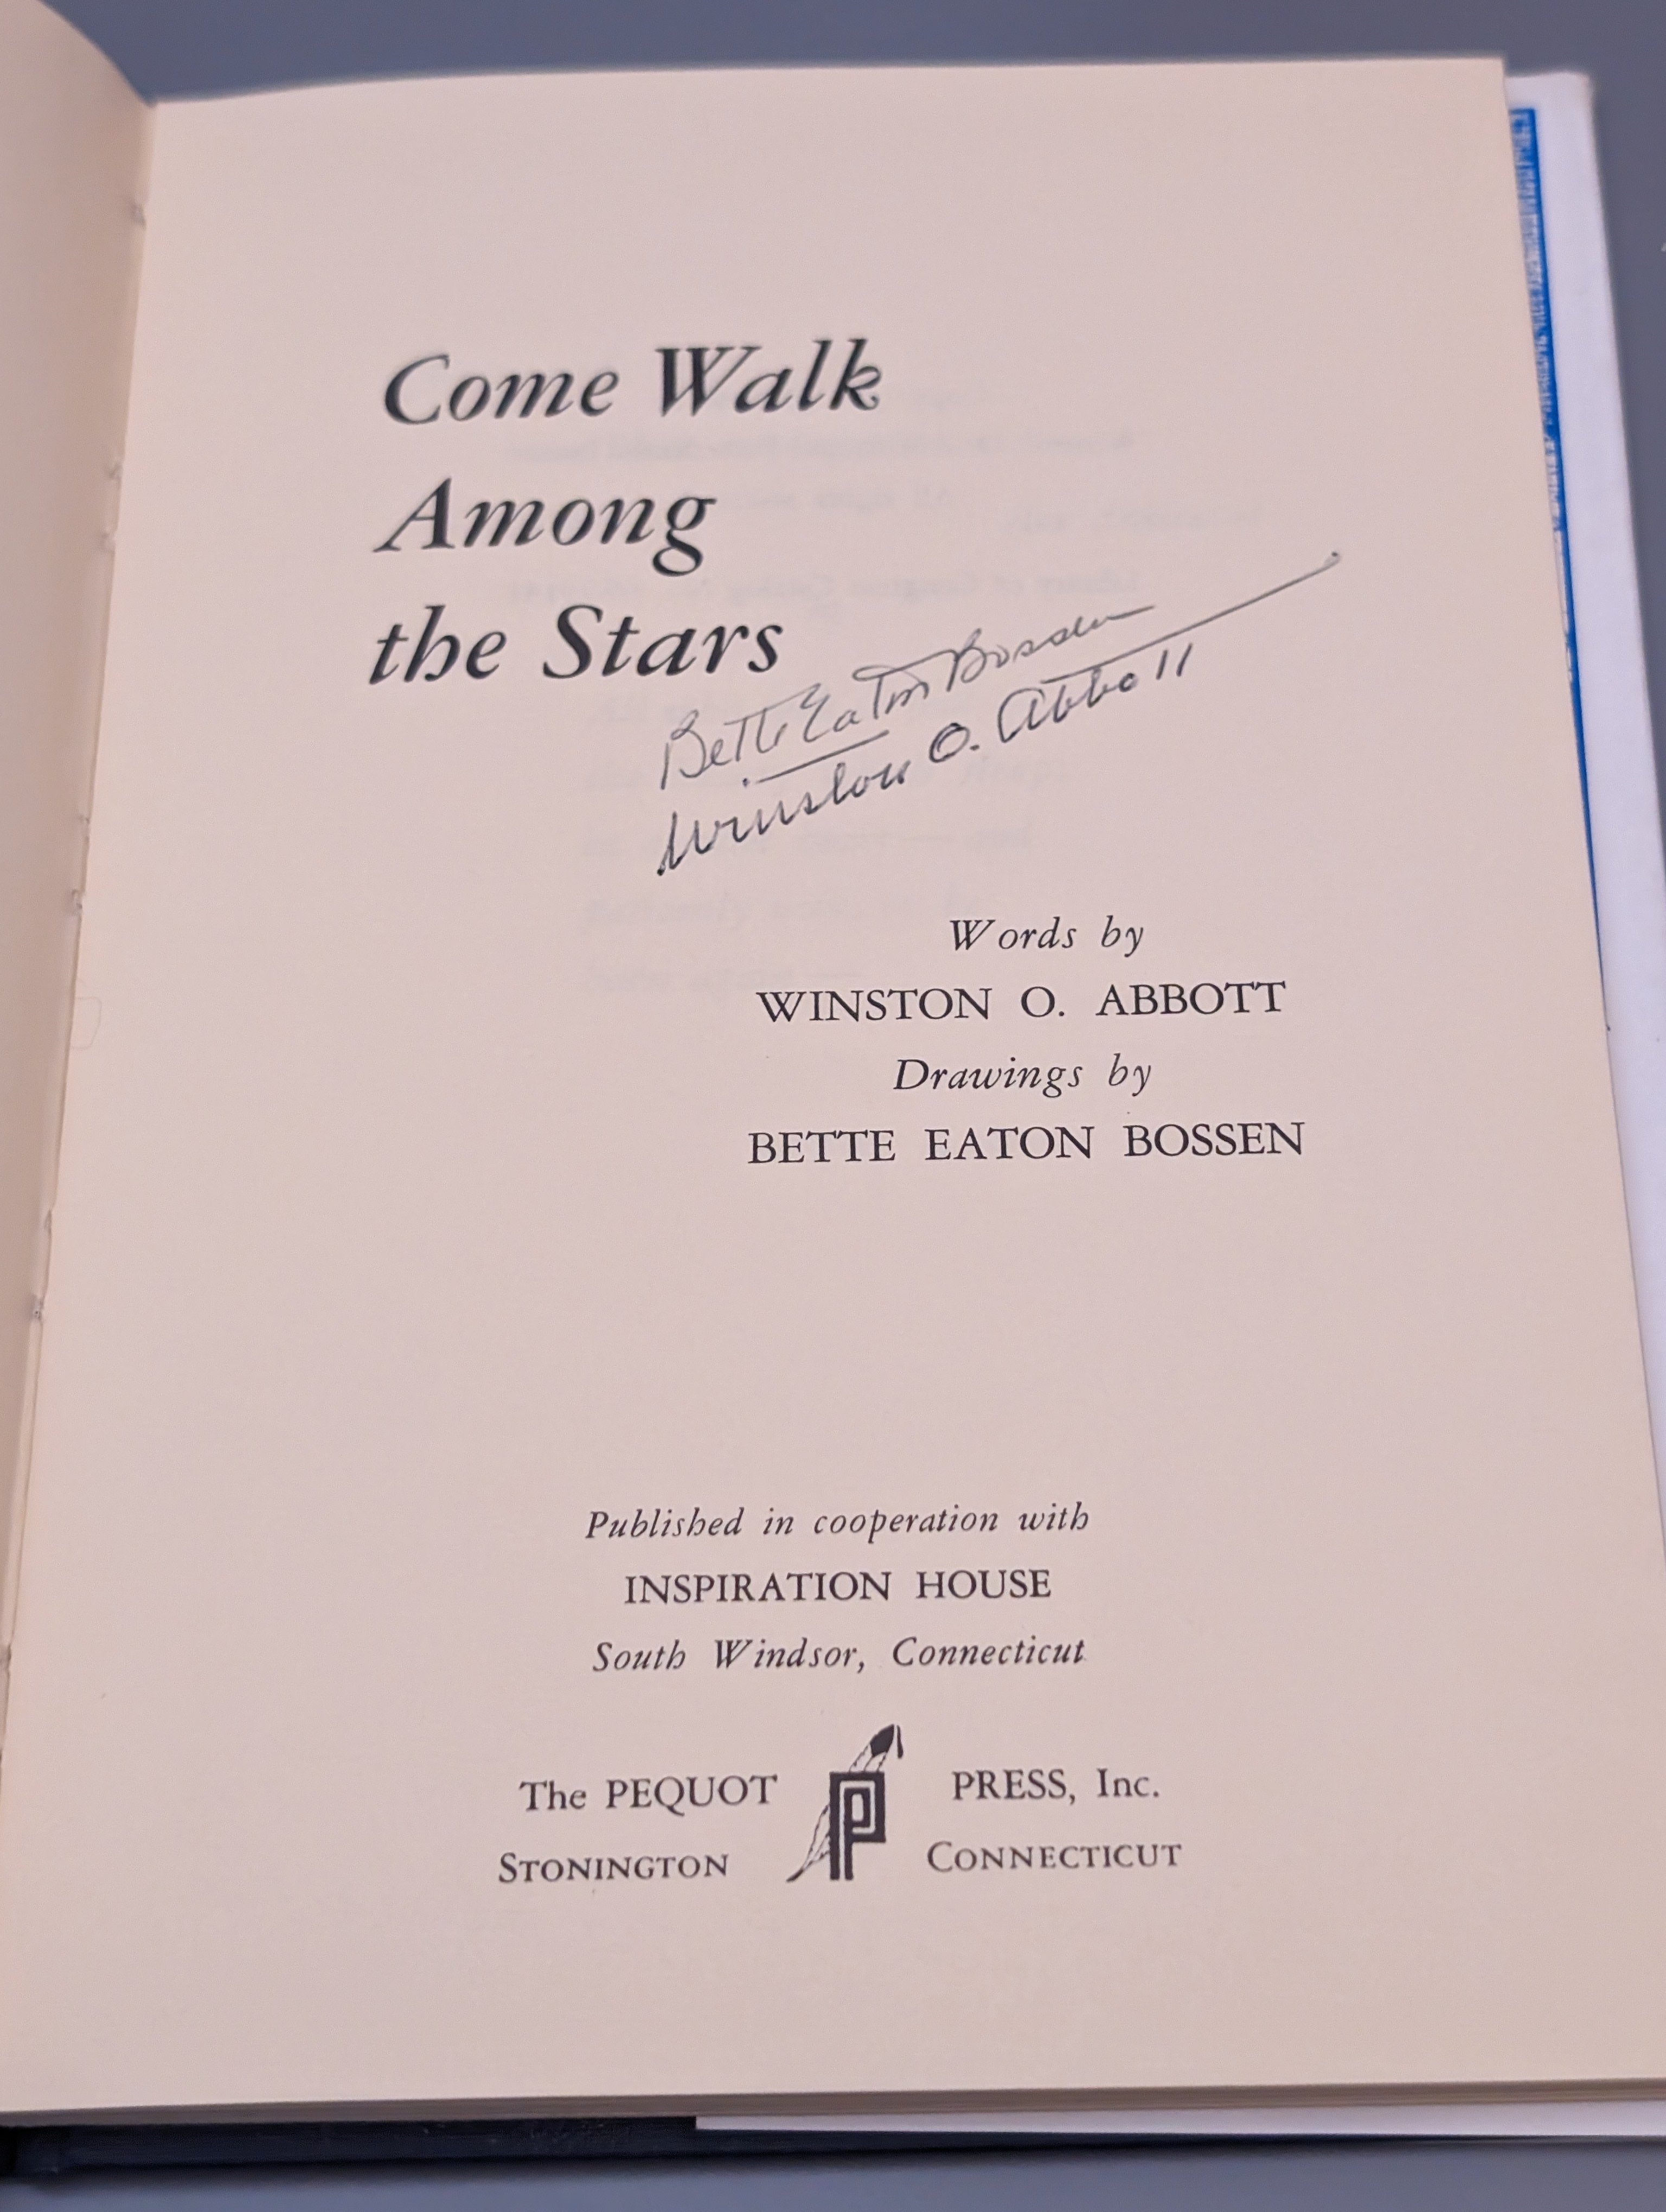 Come Walk
Among
the Stars
Bette Eaton Bossen
Winston O. Abbott
Words by
WINSTON O. ABBOTT
Drawings by
BETTE EATON BOSSEN
Published in cooperation with
INSPIRATION HOUSE
South Windsor, Connecticut
The PEQUOT P PRESS, Inc.
STONINGTON CONNECTICUT